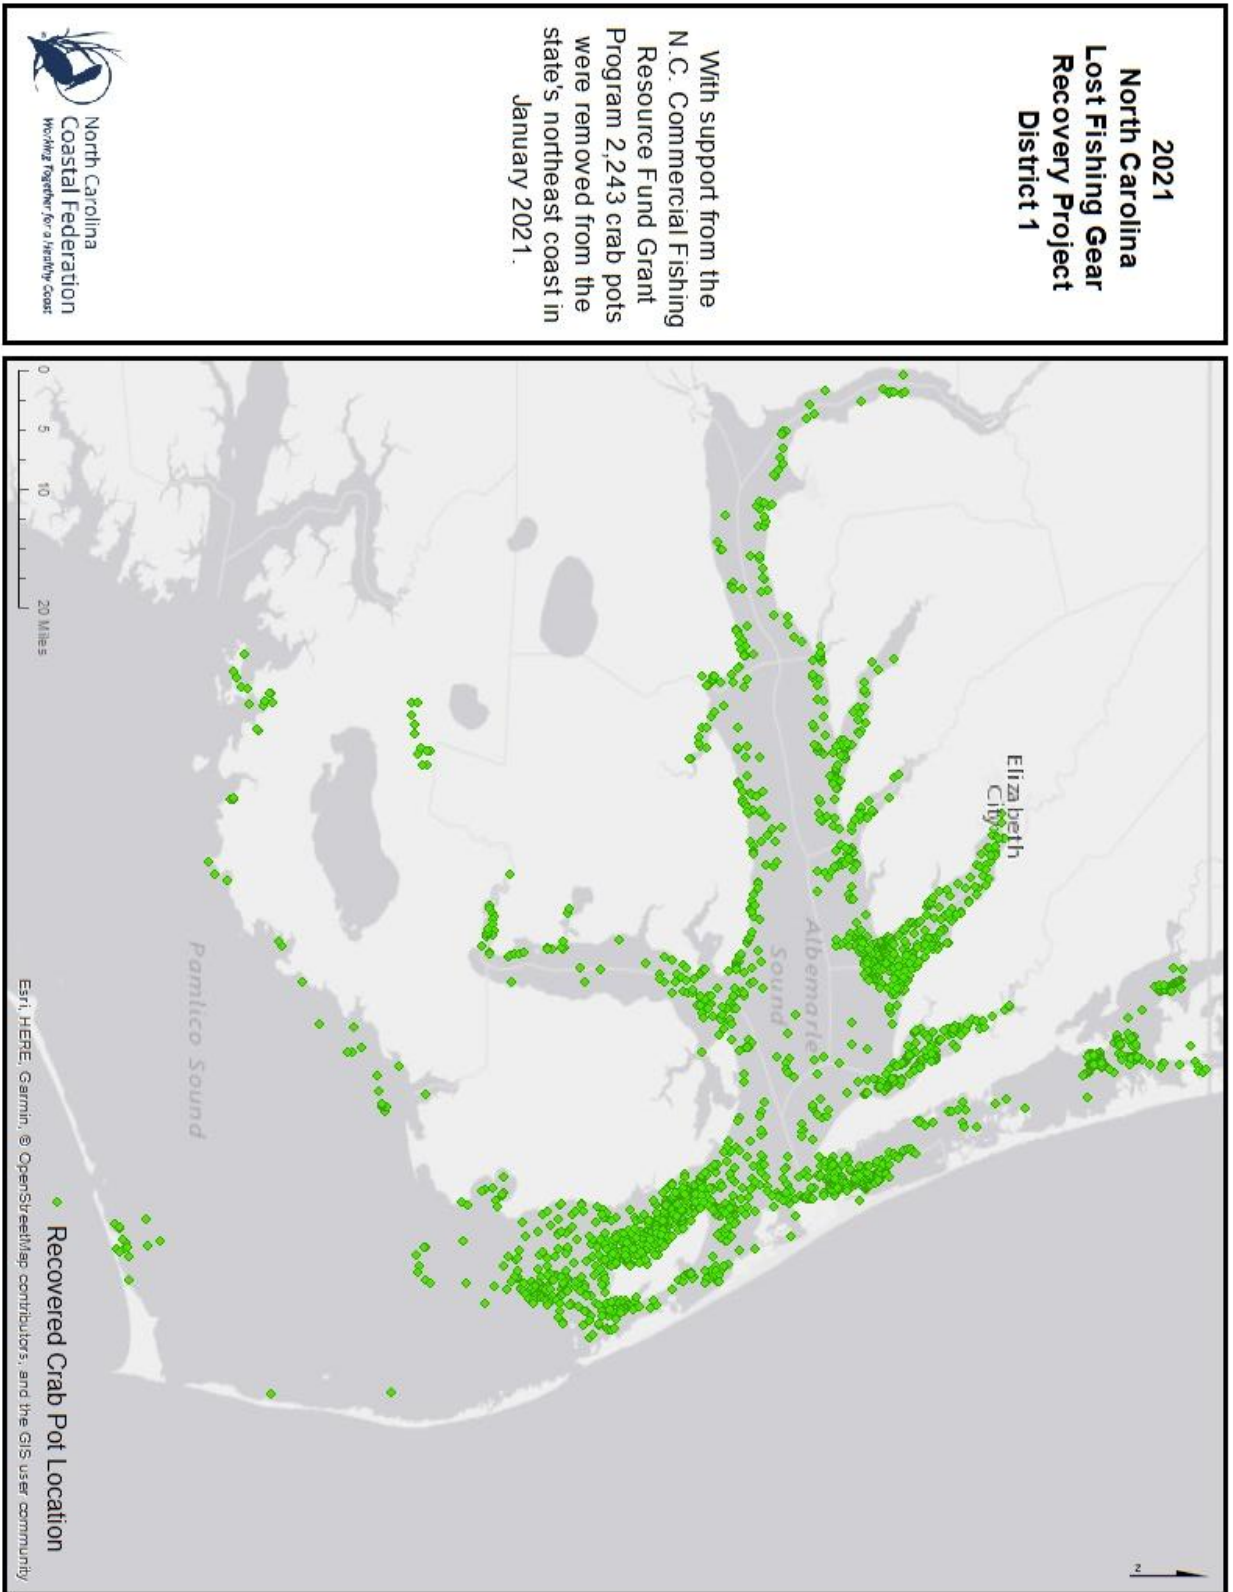 2021
North Carolina
Lost Fishing Gear
Recovery Project
District 1
With support from the
N.C. Commercial Fishing
Resource Fund Grant
Program 2,243 crab pots
were removed from the
state's northeast coast in
January 2021.
North Carolina
Coastal Federation
Working Together for a Healthy Coast
Elizabeth
City
Albemarle
Sound
Pamlico Sound
0 5 10 20 Miles
Recovered Crab Pot Location
Esri, HERE, Garmin, © OpenStreetMap contributors, and the GIS user community
N